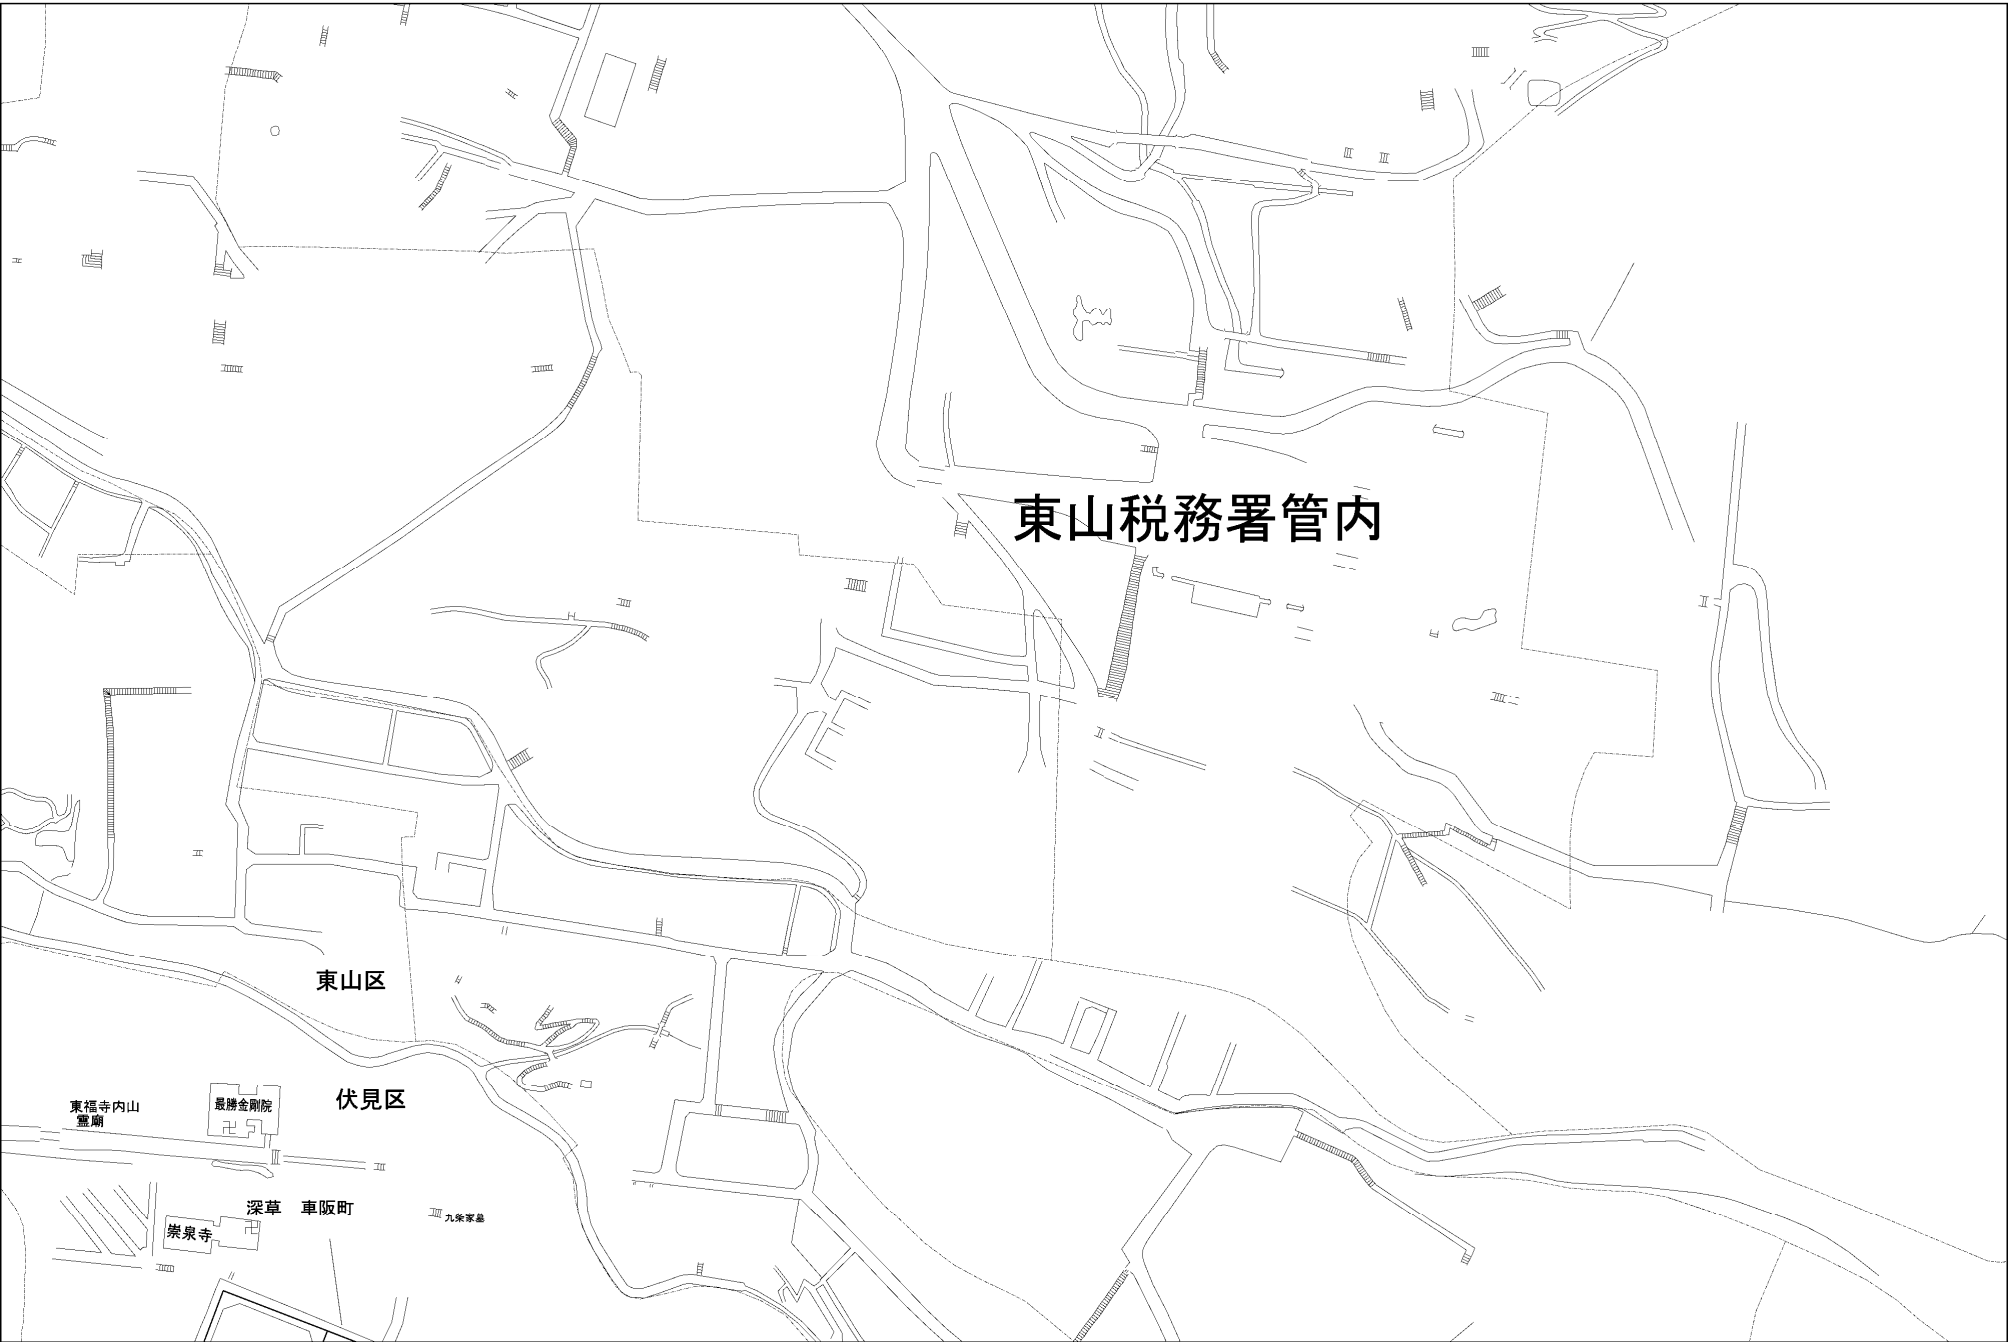 東山税務署管内
東山区
伏見区
東福寺内山
霊廟
最勝金剛院
深草　車阪町
九条家墓
崇泉寺